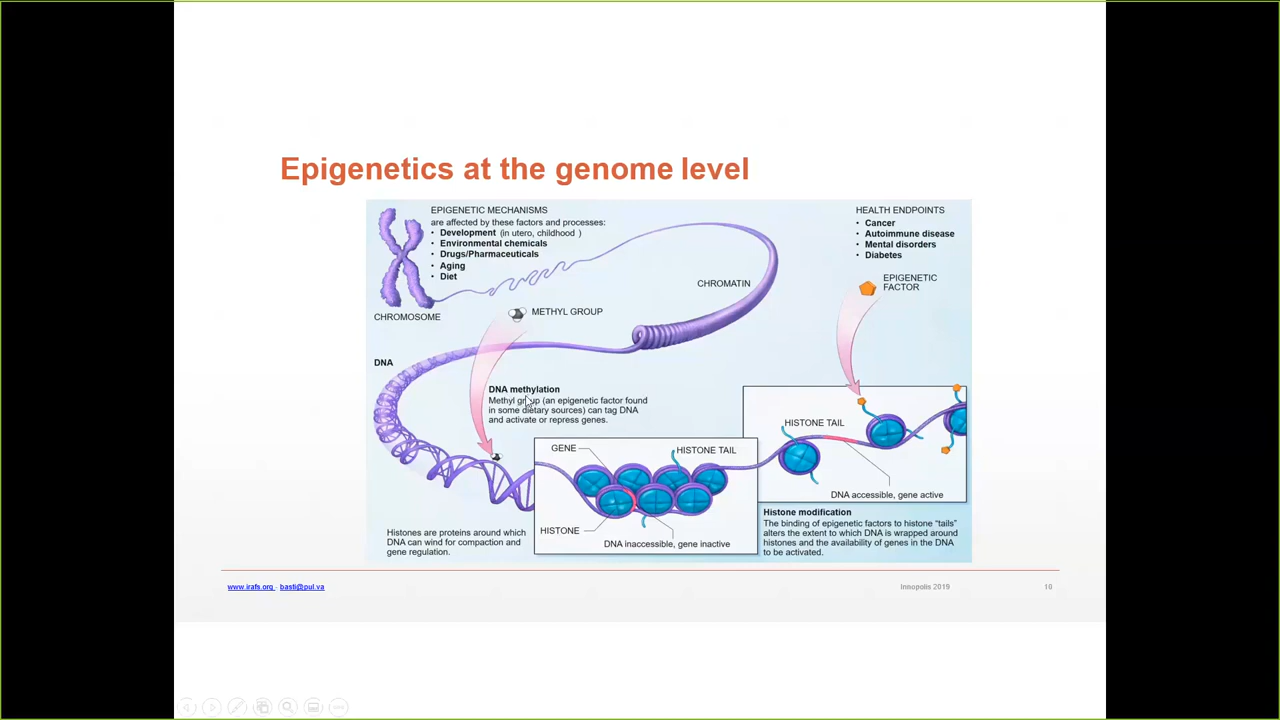 Epigenetics at the genome level
EPIGENETIC MECHANISMS
are affected by these factors and processes:
• Development (in utero, childhood )
• Environmental chemicals
• Drugs/Pharmaceuticals
• Aging
• Diet
HEALTH ENDPOINTS
• Cancer
• Autoimmune disease
• Mental disorders
• Diabetes
EPIGENETIC
FACTOR
CHROMATIN
METHYL GROUP
CHROMOSOME
DNA
DNA methylation
Methyl group (an epigenetic factor found
in some dietary sources) can tag DNA
and activate or repress genes.
HISTONE TAIL
GENE
HISTONE TAIL
DNA accessible, gene active
HISTONE
DNA inaccessible, gene inactive
Histones are proteins around which
DNA can wind for compaction and
gene regulation.
Histone modification
The binding of epigenetic factors to histone “tails”
alters the extent to which DNA is wrapped around
histones and the availability of genes in the DNA
to be activated.
www.irafs.org - basti@pul.va
Innopolis 2019
10